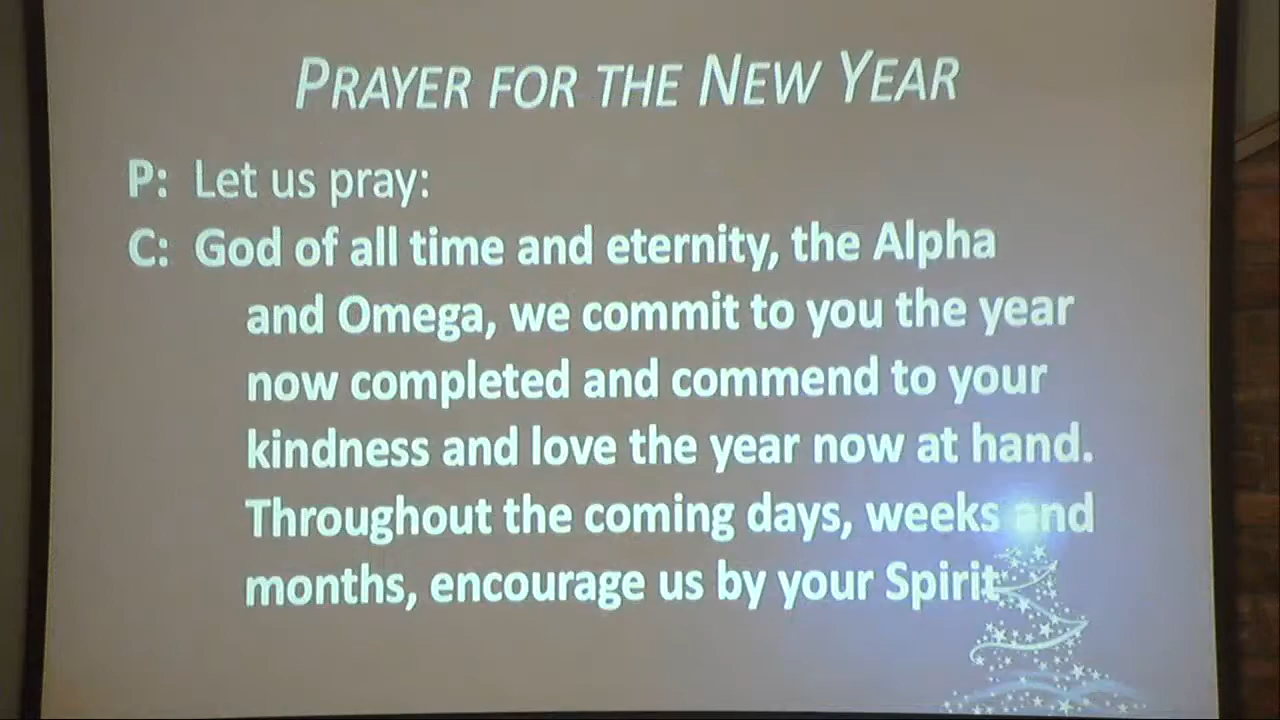 PRAYER FOR THE NEW YEAR
P: Let us pray:
C: God of all time and eternity, the Alpha
and Omega, we commit to you the year
now completed and commend to your
kindness and love the year now at hand.
Throughout the coming days, weeks and
months, encourage us by your Spirit